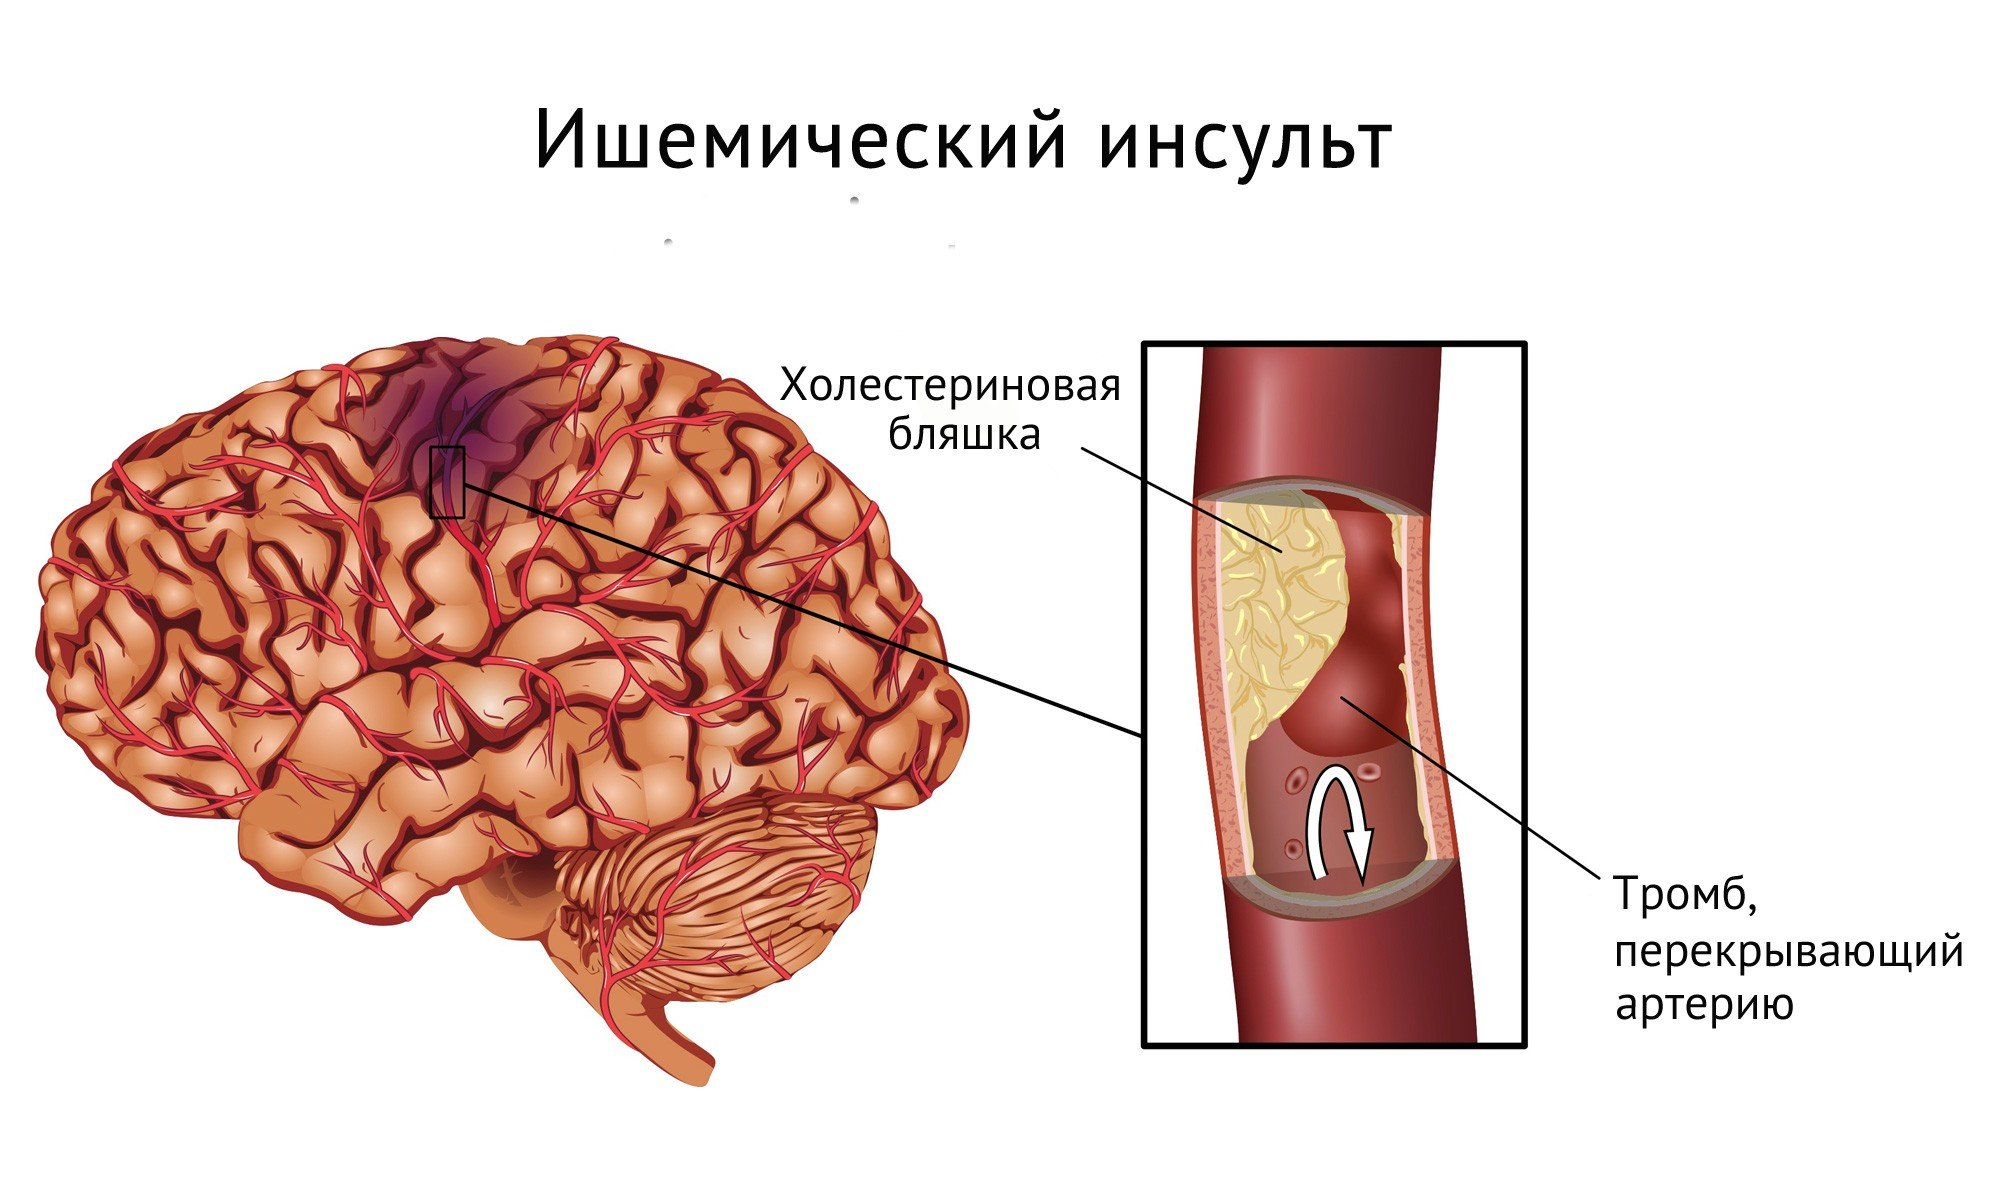 Ишемический инсульт
Холестериновая
бляшка
Тромб,
перекрывающий
артерию